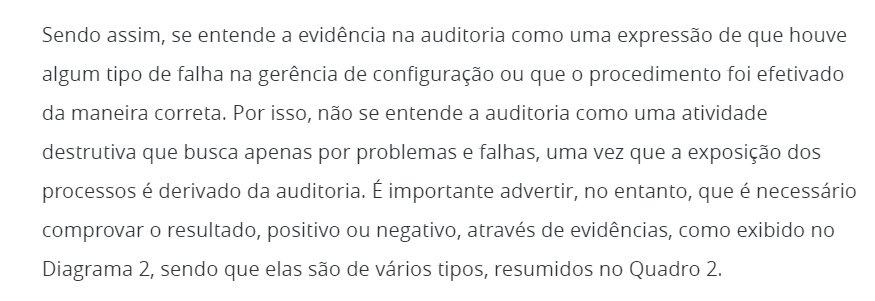 Sendo assim, se entende a evidência na auditoria como uma expressão de que houve
algum tipo de falha na gerência de configuração ou que o procedimento foi efetivado
da maneira correta. Por isso, não se entende a auditoria como uma atividade
destrutiva que busca apenas por problemas e falhas, uma vez que a exposição dos
processos é derivado da auditoria. É importante advertir, no entanto, que é necessário
comprovar o resultado, positivo ou negativo, através de evidências, como exibido no
Diagrama 2, sendo que elas são de vários tipos, resumidos no Quadro 2.